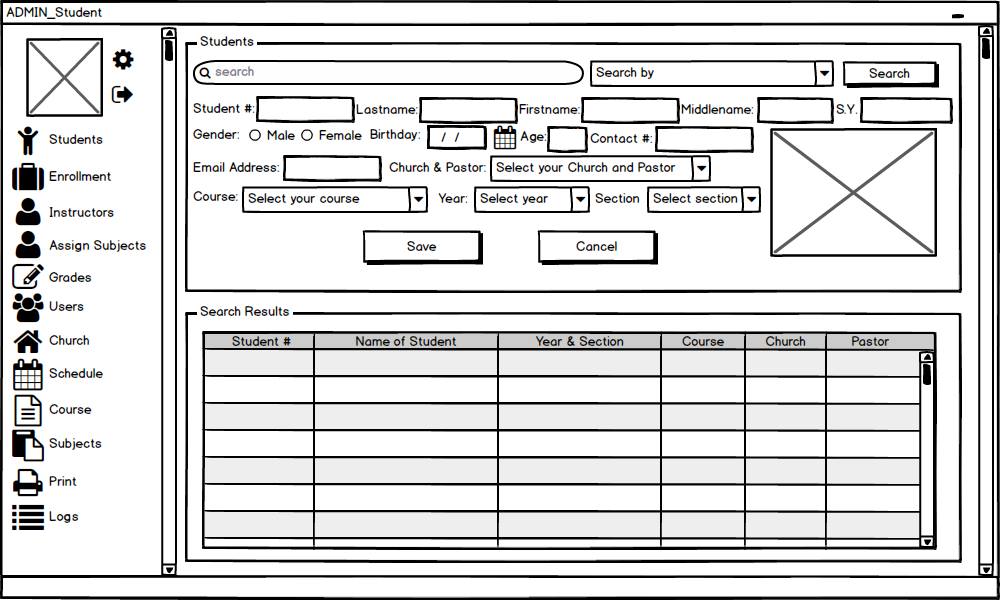 ADMIN_Student
Students
Enrollment
Instructors
Assign Subjects
Grades
Users
Church
Schedule
Course
Subjects
Print
Logs
Students
search Search by Search
Student #: Lastname: Firstname: Middlename: S.Y.
Gender: Male Female Birthday: / / Age: Contact #:
Email Address: Church & Pastor: Select your Church and Pastor
Course: Select your course Year: Select year Section Select section
Save Cancel
Search Results
Student # Name of Student Year & Section Course Church Pastor